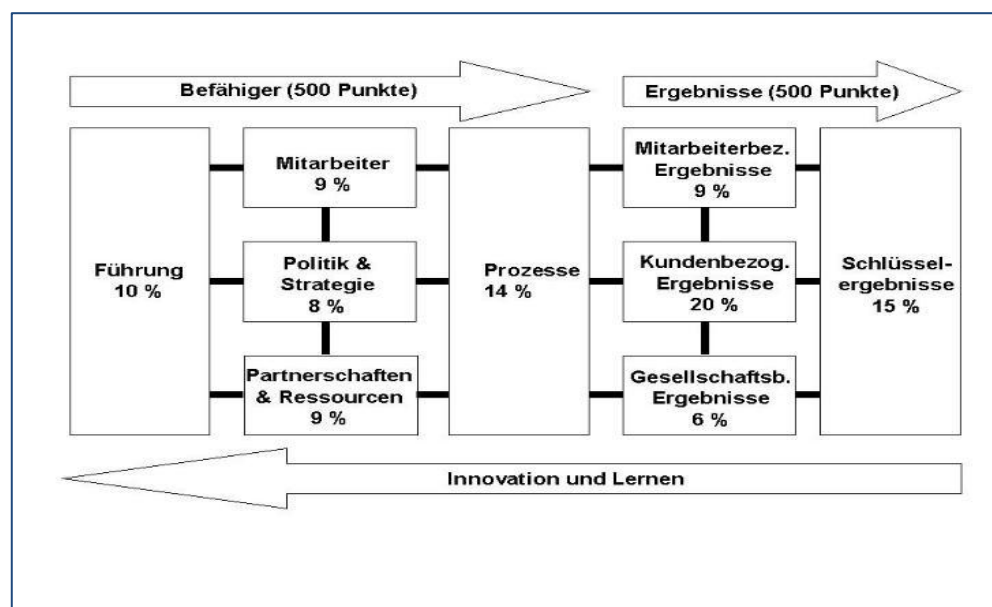 Befähiger (500 Punkte)
Ergebnisse (500 Punkte)
Führung
10 %
Mitarbeiter
9 %
Politik &
Strategie
8 %
Partnerschaften
& Ressourcen
9 %
Prozesse
14 %
Mitarbeiterbez.
Ergebnisse
9 %
Kundenbezog.
Ergebnisse
20 %
Gesellschaftsb.
Ergebnisse
6 %
Schlüssel-
ergebnisse
15 %
Innovation und Lernen